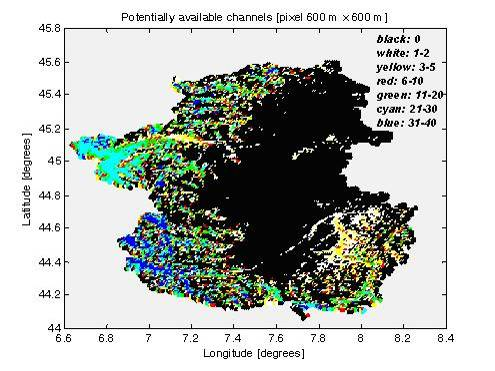 Potentially available channels [pixel 600 m × 600 m]
black: 0
white: 1-2
yellow: 3-5
red: 6-10
green: 11-20
cyan: 21-30
blue: 31-40
45.8
45.6
45.4
45.2
45
44.8
44.6
44.4
44.2
44
Latitude [degrees]
6.6 6.8 7 7.2 7.4 7.6 7.8 8 8.2 8.4
Longitude [degrees]